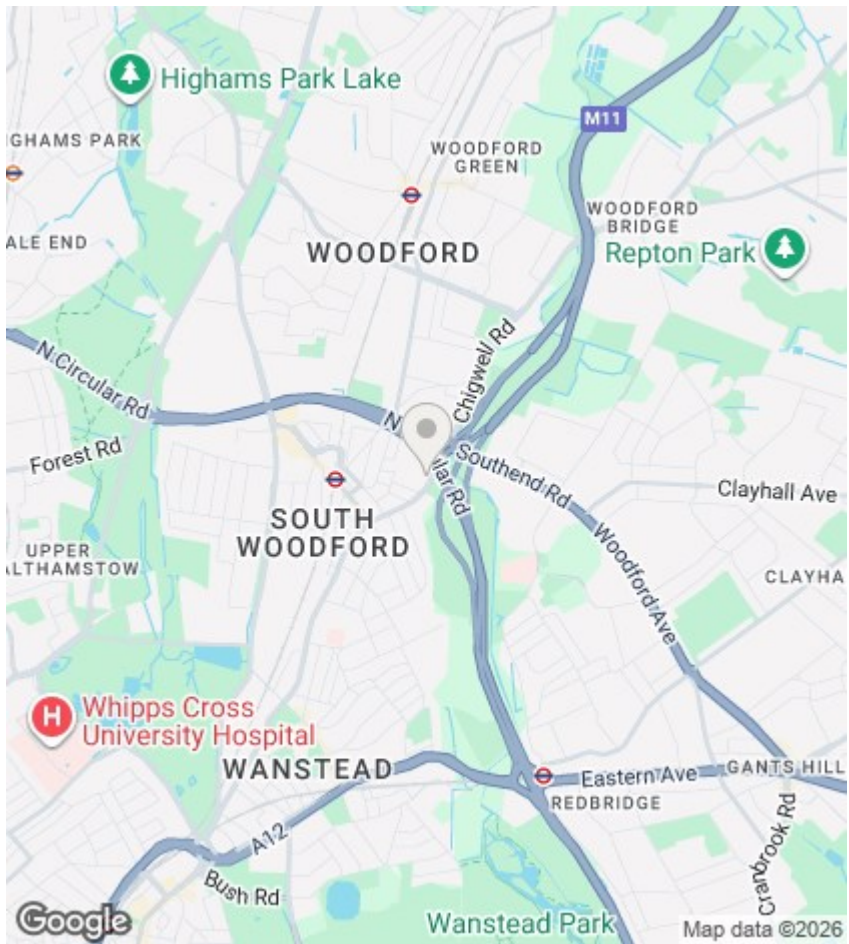 Highams Park Lake
M11
IGHAMS PARK
WOODFORD
GREEN
WOODFORD
BRIDGE
ALE END
WOODFORD
Repton Park
N Circular Rd
Chigwell Rd
Forest Rd
Southend Rd
Clayhall Ave
SOUTH
WOODFORD
UPPER
ALTHAMSTOW
Woodford Ave
CLAYHA
H
Whipps Cross
University Hospital
WANSTEAD
Eastern Ave
GANTS HILL
REDBRIDGE
A12
Cranbrook Rd
Bush Rd
Google
Wanstead Park
Map data ©2026